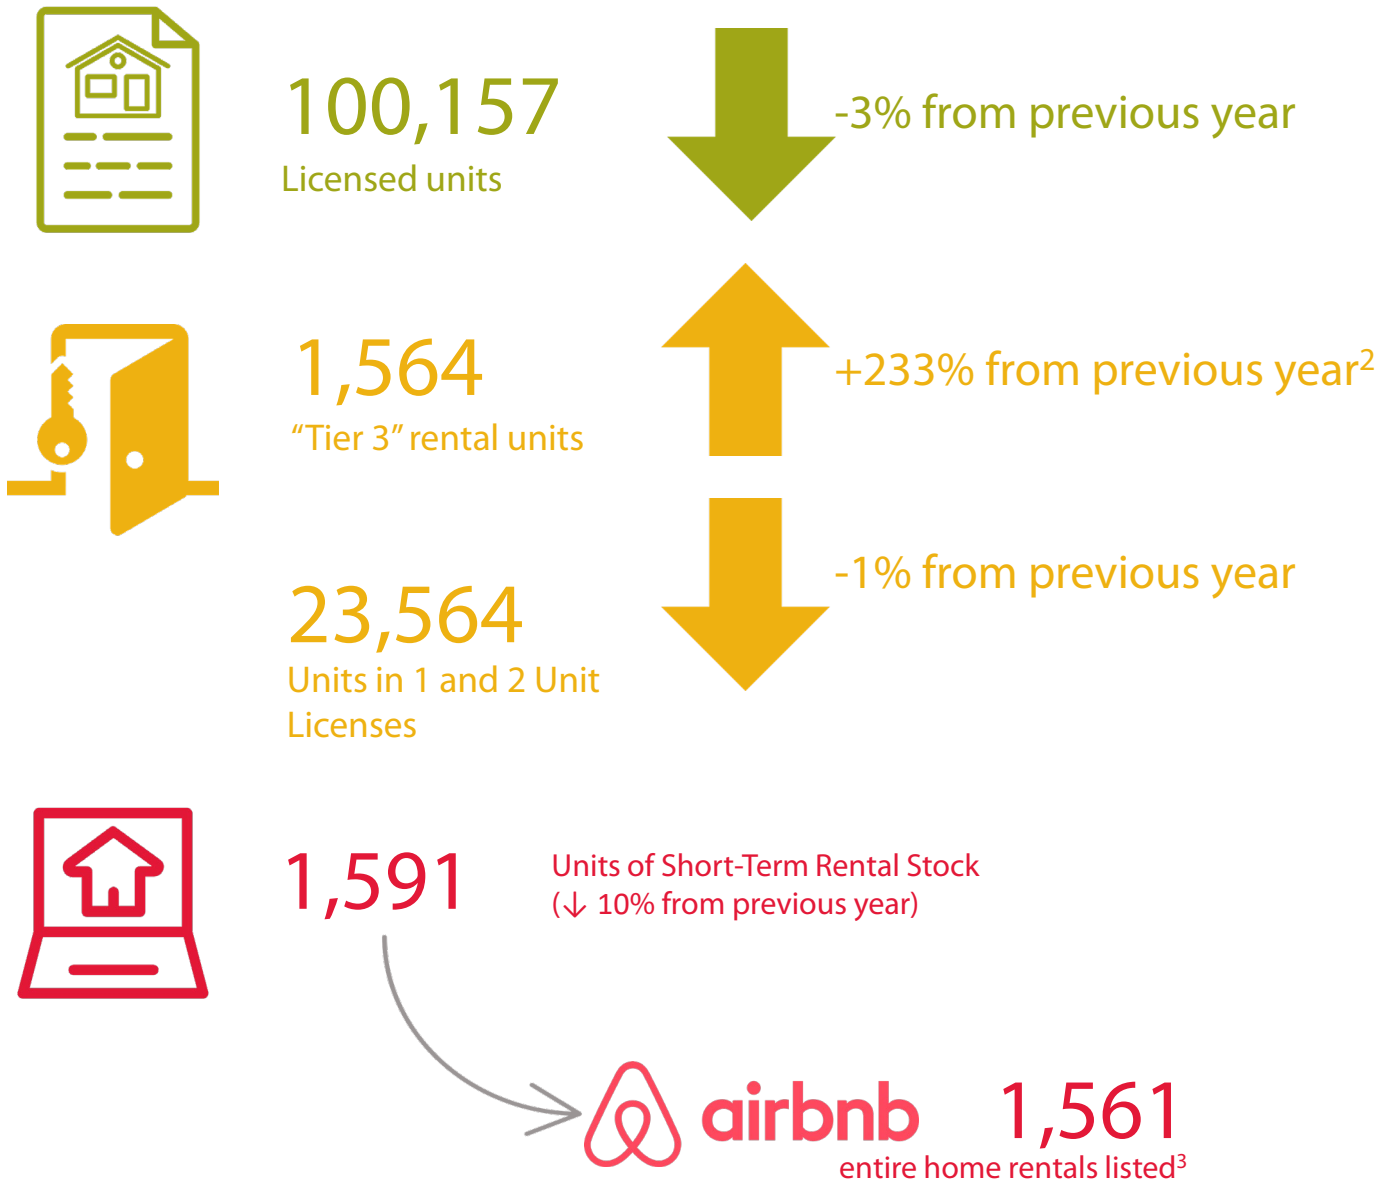 100,157
Licensed units
-3% from previous year
1,564
“Tier 3” rental units
+233% from previous year²
23,564
Units in 1 and 2 Unit
Licenses
-1% from previous year
1,591
Units of Short-Term Rental Stock
(↓ 10% from previous year)
airbnb
1,561
entire home rentals listed³